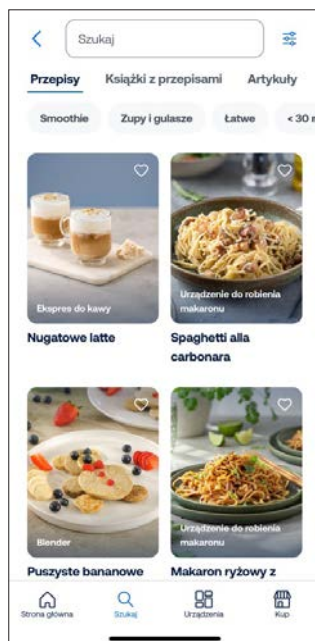 Szukaj
Przepisy Książki z przepisami Artykuły
Smoothie Zupy i gulasze Łatwe < 30 m
Ekspres do kawy
Urządzenie do robienia
makaronu
Nugatowe latte
Spaghetti alla
carbonara
Blender
Urządzenie do robienia
makaronu
Puszyste bananowe
Makaron ryżowy z
Strona główna Szukaj Urządzenia Kup